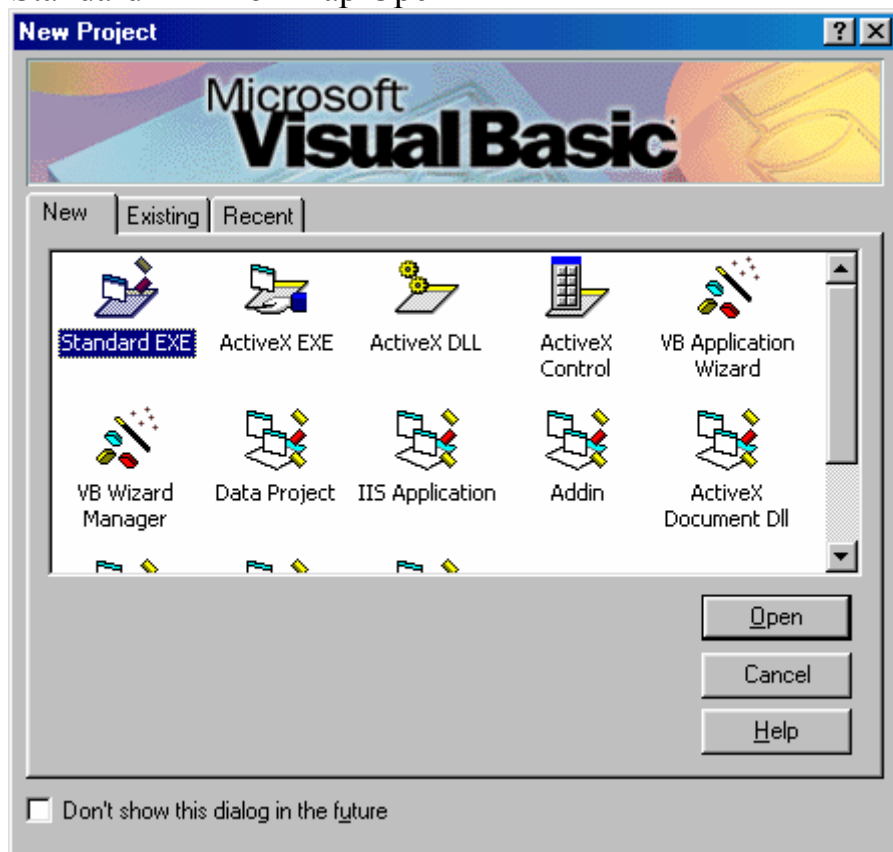 New Project
Microsoft
Visual Basic
New Existing Recent
Standard EXE ActiveX EXE ActiveX DLL ActiveX Control VB Application Wizard
VB Wizard Manager Data Project IIS Application Addin ActiveX Document Dll
Open
Cancel
Help
Don't show this dialog in the future